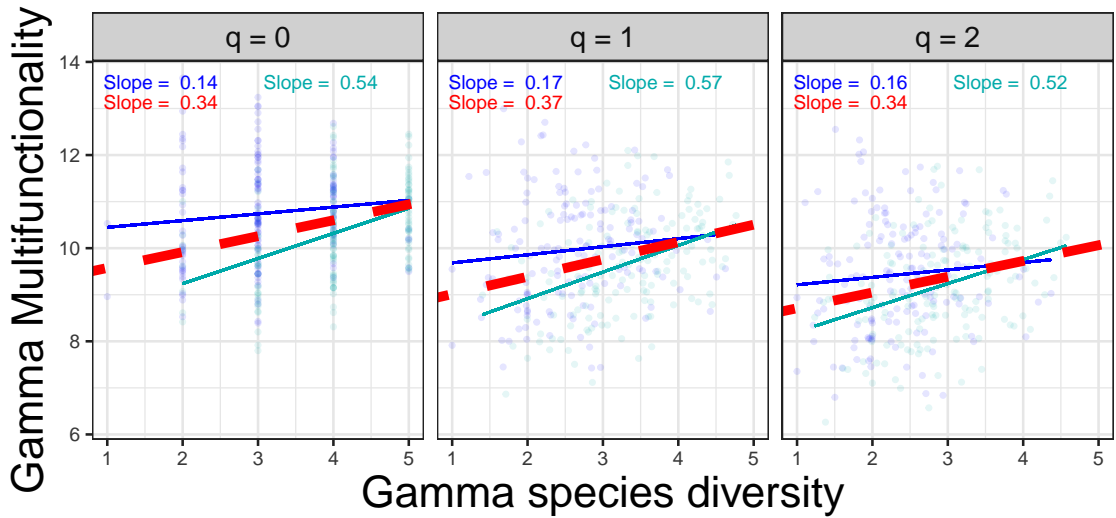 Gamma Multifunctionality
q = 0
q = 1
q = 2
Slope = 0.14
Slope = 0.54
Slope = 0.34
Slope = 0.17
Slope = 0.57
Slope = 0.37
Slope = 0.16
Slope = 0.52
Slope = 0.34
14
12
10
8
6
1 2 3 4 5
1 2 3 4 5
1 2 3 4 5
Gamma species diversity